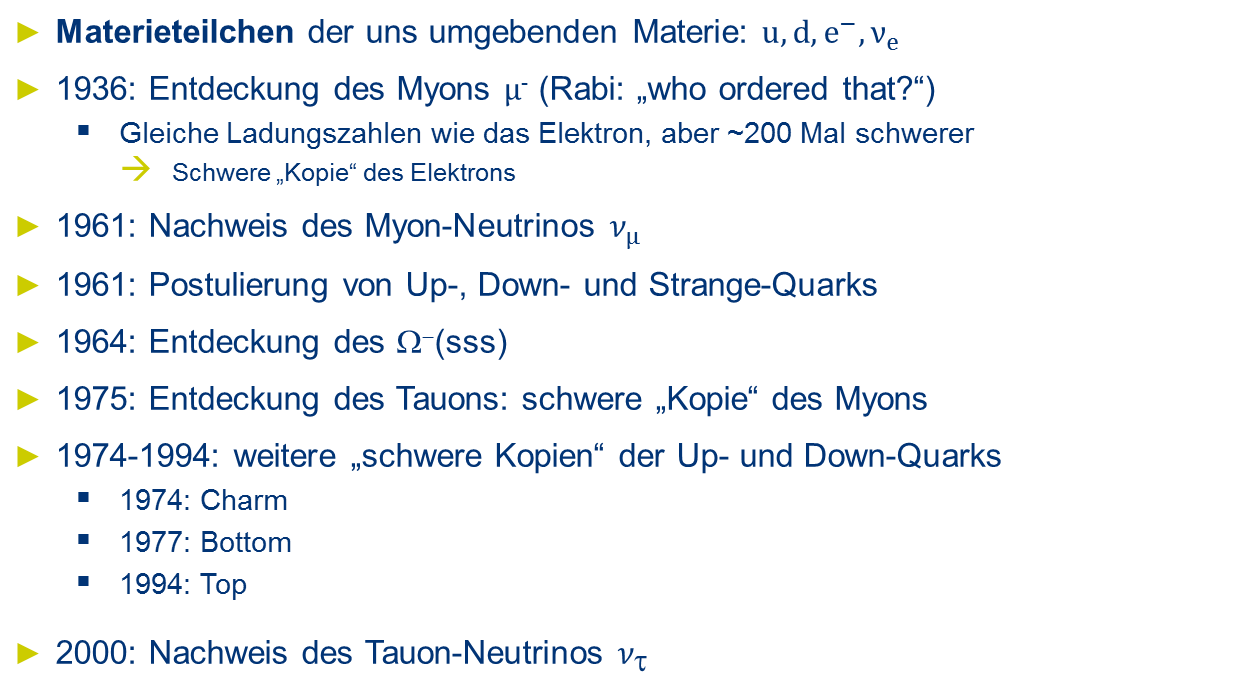 ► Materieteilchen der uns umgebenden Materie: u, d, e⁻, νₑ
► 1936: Entdeckung des Myons μ⁻ (Rabi: „who ordered that?“)
▪ Gleiche Ladungszahlen wie das Elektron, aber ~200 Mal schwerer
→ Schwere „Kopie“ des Elektrons
► 1961: Nachweis des Myon-Neutrinos ν_μ
► 1961: Postulierung von Up-, Down- und Strange-Quarks
► 1964: Entdeckung des Ω⁻(sss)
► 1975: Entdeckung des Tauons: schwere „Kopie“ des Myons
► 1974-1994: weitere „schwere Kopien“ der Up- und Down-Quarks
▪ 1974: Charm
▪ 1977: Bottom
▪ 1994: Top
► 2000: Nachweis des Tauon-Neutrinos ν_τ